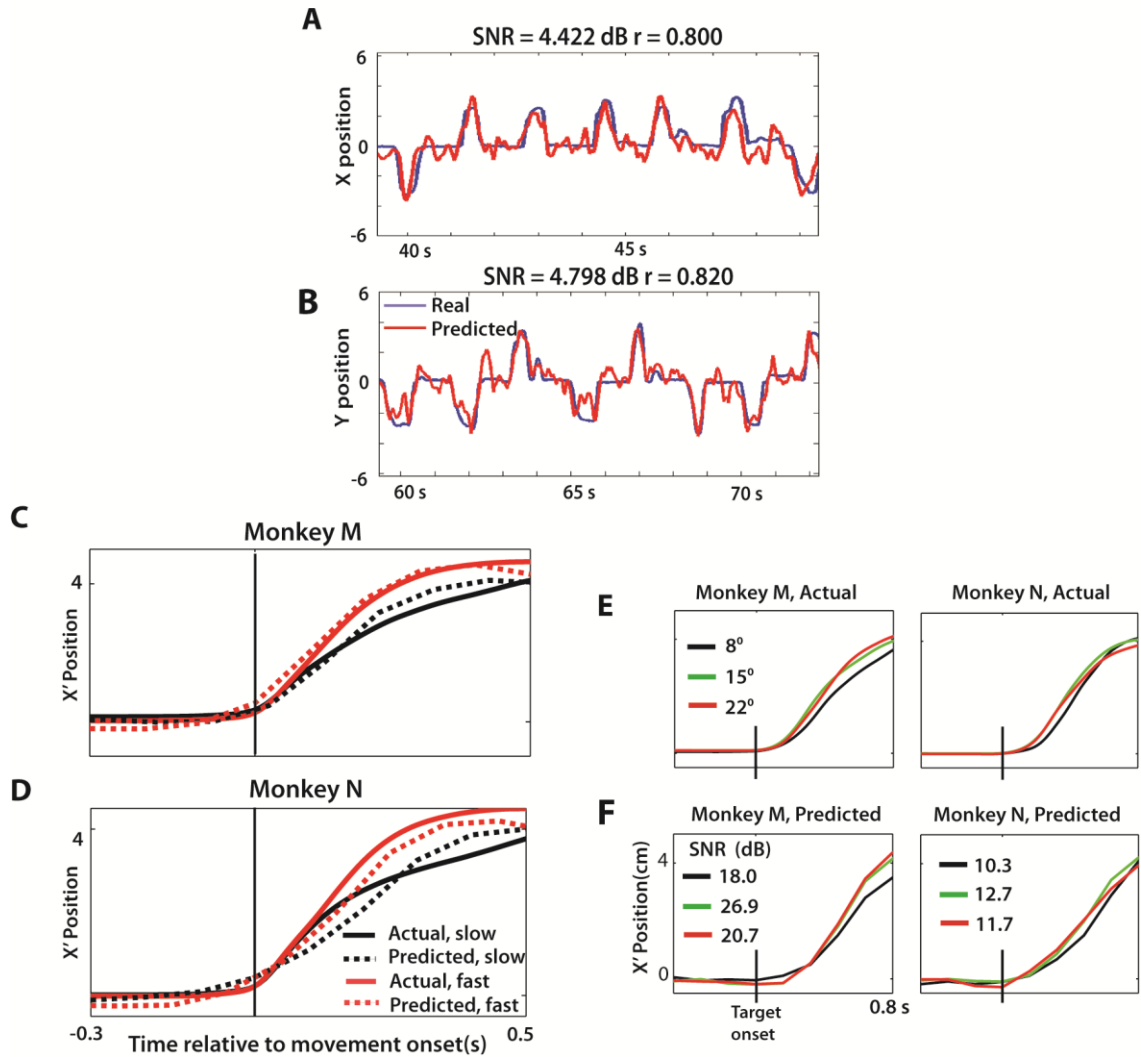 A
SNR = 4.422 dB r = 0.800
6
0
-6
X position
40 s
45 s
B
SNR = 4.798 dB r = 0.820
6
0
-6
Y position
Real
Predicted
60 s
65 s
70 s
C
Monkey M
4
X' Position
D
Monkey N
4
X' Position
Actual, slow
Predicted, slow
Actual, fast
Predicted, fast
-0.3
Time relative to movement onset(s)
0.5
E
Monkey M, Actual
8⁰
15⁰
22⁰
Monkey N, Actual
F
Monkey M, Predicted
SNR (dB)
18.0
26.9
20.7
4
0
X' Position(cm)
Target
onset
0.8 s
Monkey N, Predicted
10.3
12.7
11.7